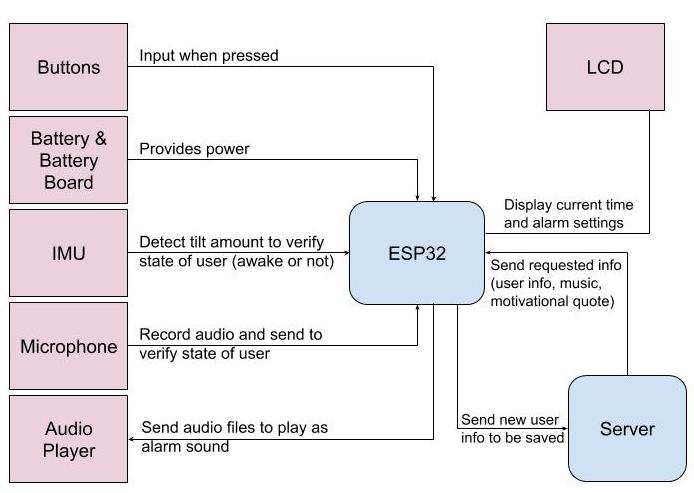 Buttons
Input when pressed
LCD
Battery &
Battery
Board
Provides power
IMU
Detect tilt amount to verify
state of user (awake or not)
ESP32
Display current time
and alarm settings
Send requested info
(user info, music,
motivational quote)
Microphone
Record audio and send to
verify state of user
Audio
Player
Send audio files to play as
alarm sound
Send new user
info to be saved
Server